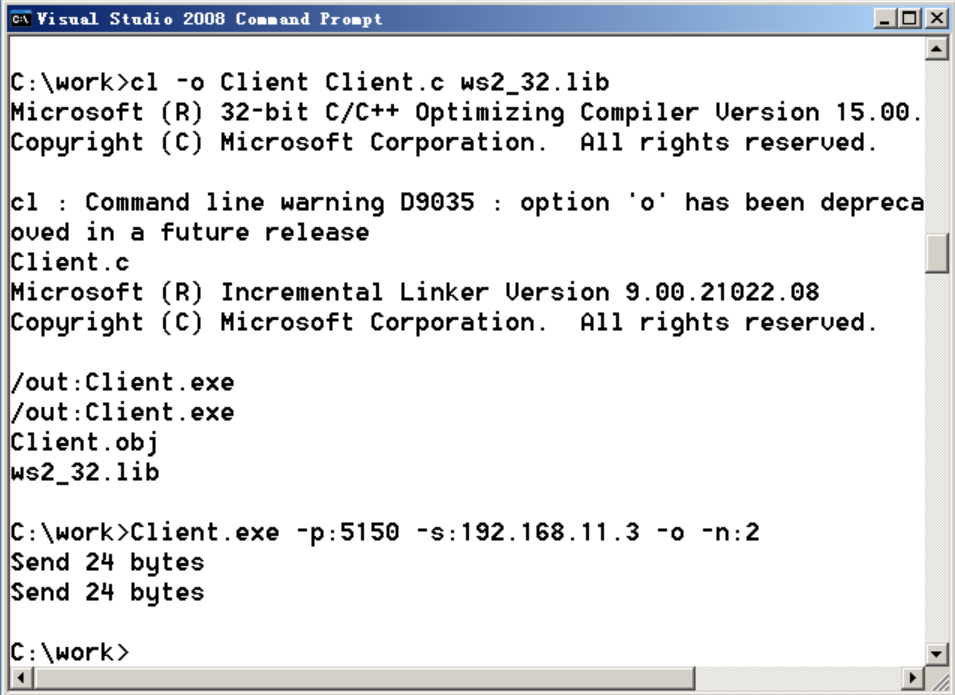 Visual Studio 2008 Command Prompt
C:\work>cl -o Client Client.c ws2_32.lib
Microsoft (R) 32-bit C/C++ Optimizing Compiler Version 15.00.
Copyright (C) Microsoft Corporation.  All rights reserved.
cl : Command line warning D9035 : option 'o' has been depreca
oved in a future release
Client.c
Microsoft (R) Incremental Linker Version 9.00.21022.08
Copyright (C) Microsoft Corporation.  All rights reserved.
/out:Client.exe
/out:Client.exe
Client.obj
ws2_32.lib
C:\work>Client.exe -p:5150 -s:192.168.11.3 -o -n:2
Send 24 bytes
Send 24 bytes
C:\work>